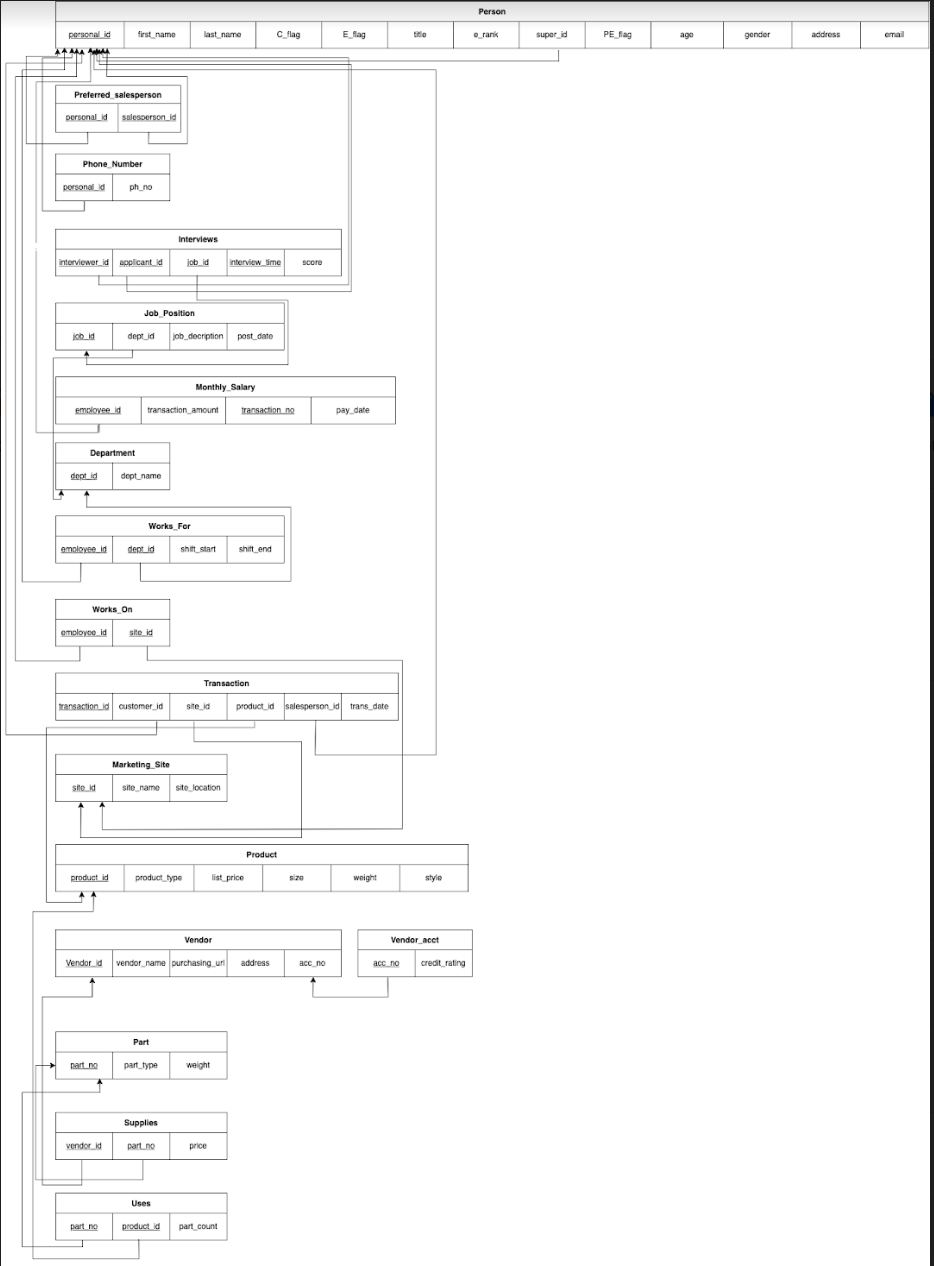 Person
personal_id first_name last_name C_flag E_flag title e_rank super_id PE_flag age gender address email
Preferred_salesperson
personal_id salesperson_id
Phone_Number
personal_id ph_no
Interviews
interviewer_id applicant_id job_id interview_time score
Job_Position
job_id dept_id job_decription post_date
Monthly_Salary
employee_id transaction_amount transaction_no pay_date
Department
dept_id dept_name
Works_For
employee_id dept_id shift_start shift_end
Works_On
employee_id site_id
Transaction
transaction_id customer_id site_id product_id salesperson_id trans_date
Marketing_Site
site_id site_name site_location
Product
product_id product_type list_price size weight style
Vendor Vendor_acct
Vendor_id vendor_name purchasing_url address acc_no acc_no credit_rating
Part
part_no part_type weight
Supplies
vendor_id part_no price
Uses
part_no product_id part_count